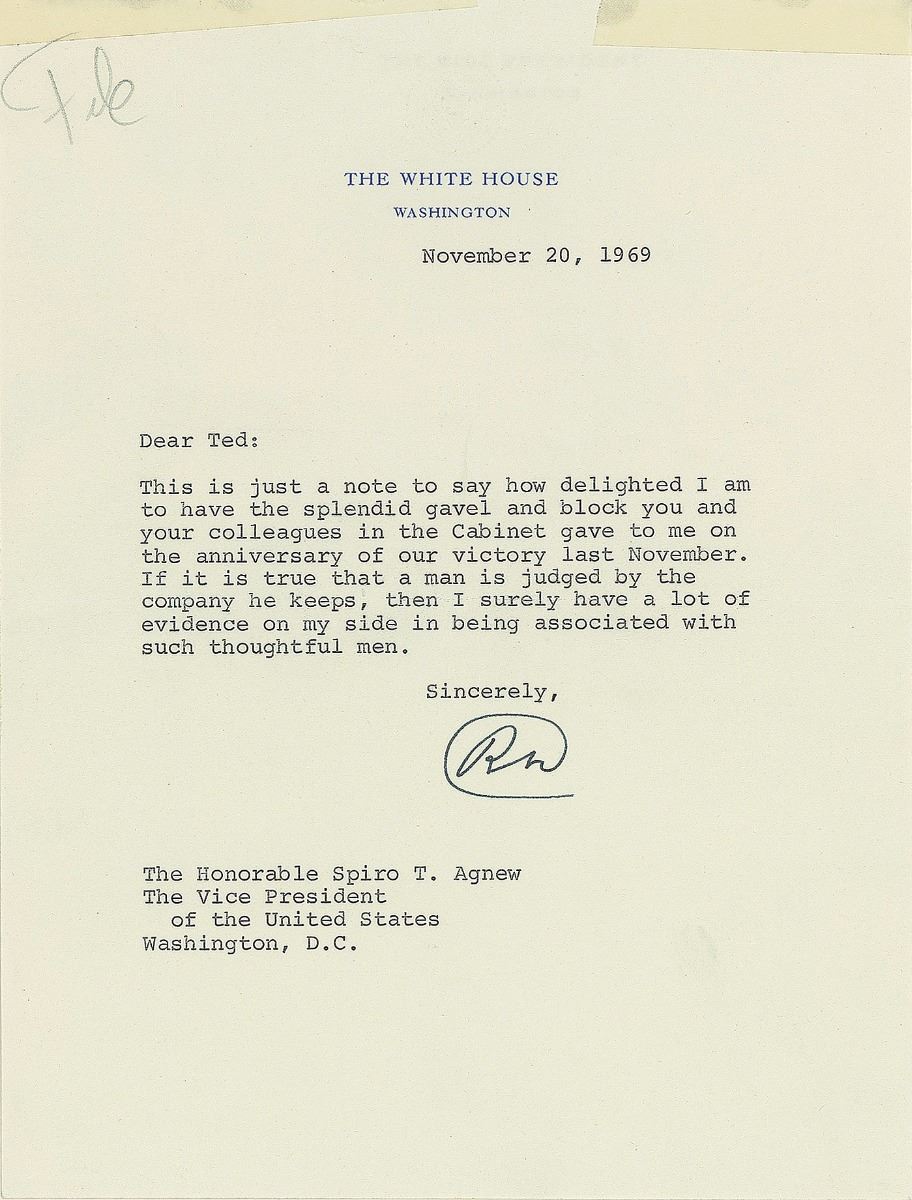 File
THE WHITE HOUSE
WASHINGTON
November 20, 1969
Dear Ted:
This is just a note to say how delighted I am
to have the splendid gavel and block you and
your colleagues in the Cabinet gave to me on
the anniversary of our victory last November.
If it is true that a man is judged by the
company he keeps, then I surely have a lot of
evidence on my side in being associated with
such thoughtful men.
Sincerely,
RN
The Honorable Spiro T. Agnew
The Vice President
of the United States
Washington, D.C.